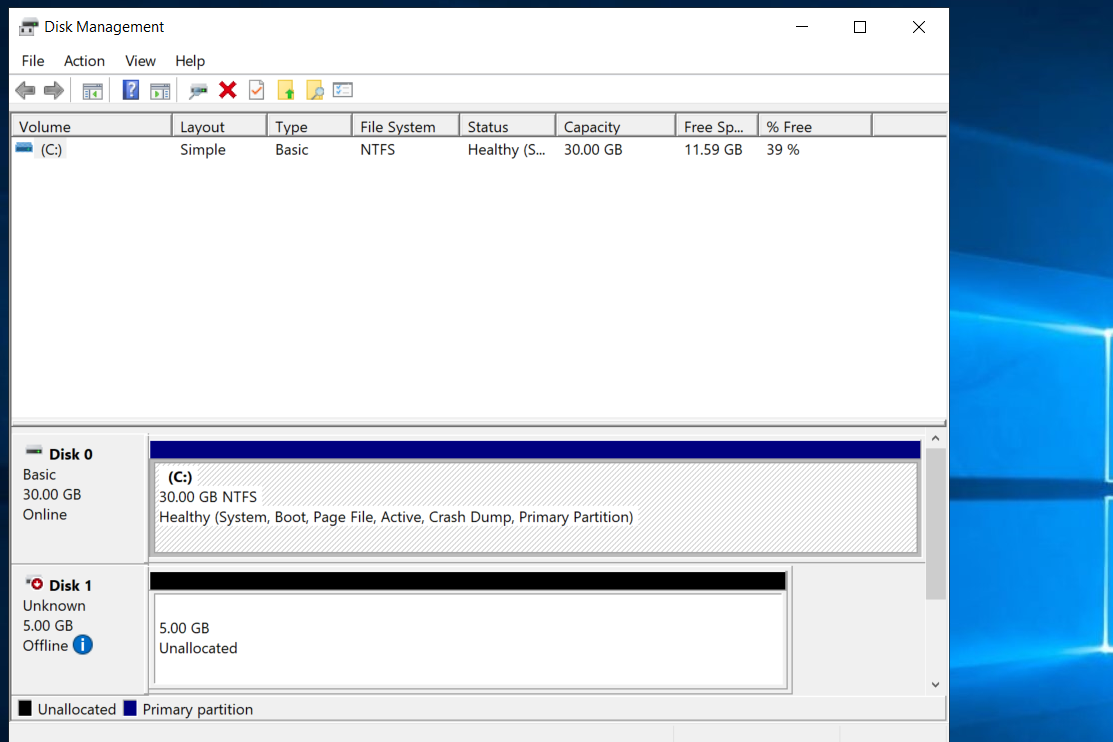 Disk Management
File Action View Help
Volume Layout Type File System Status Capacity Free Sp... % Free
(C:) Simple Basic NTFS Healthy (S... 30.00 GB 11.59 GB 39 %
Disk 0
Basic
30.00 GB
Online
(C:)
30.00 GB NTFS
Healthy (System, Boot, Page File, Active, Crash Dump, Primary Partition)
Disk 1
Unknown
5.00 GB
Offline
5.00 GB
Unallocated
Unallocated Primary partition